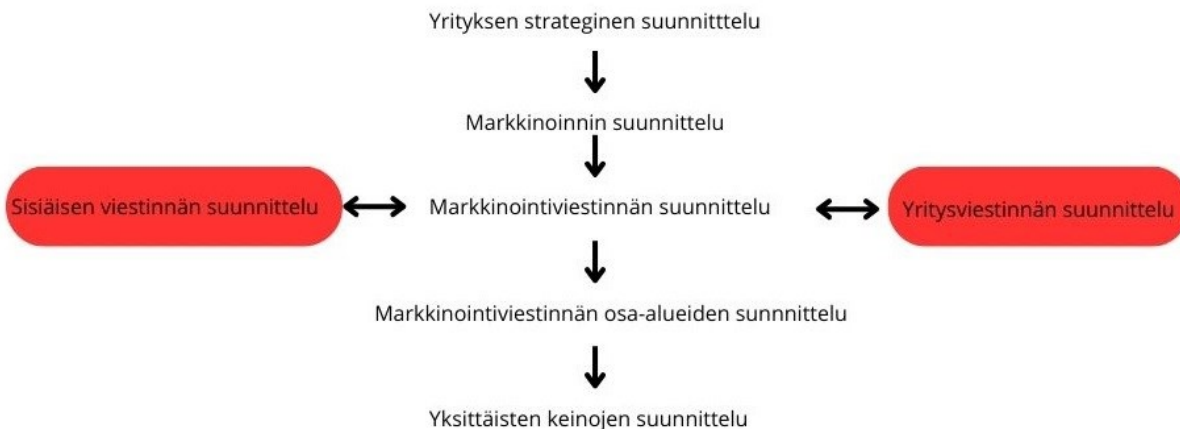 Yrityksen strateginen suunnitttelu
Markkinoinnin suunnittelu
Sisiäisen viestinnän suunnittelu
Markkinointiviestinnän suunnittelu
Yritysviestinnän suunnittelu
Markkinointiviestinnän osa-alueiden sunnnittelu
Yksittäisten keinojen suunnittelu